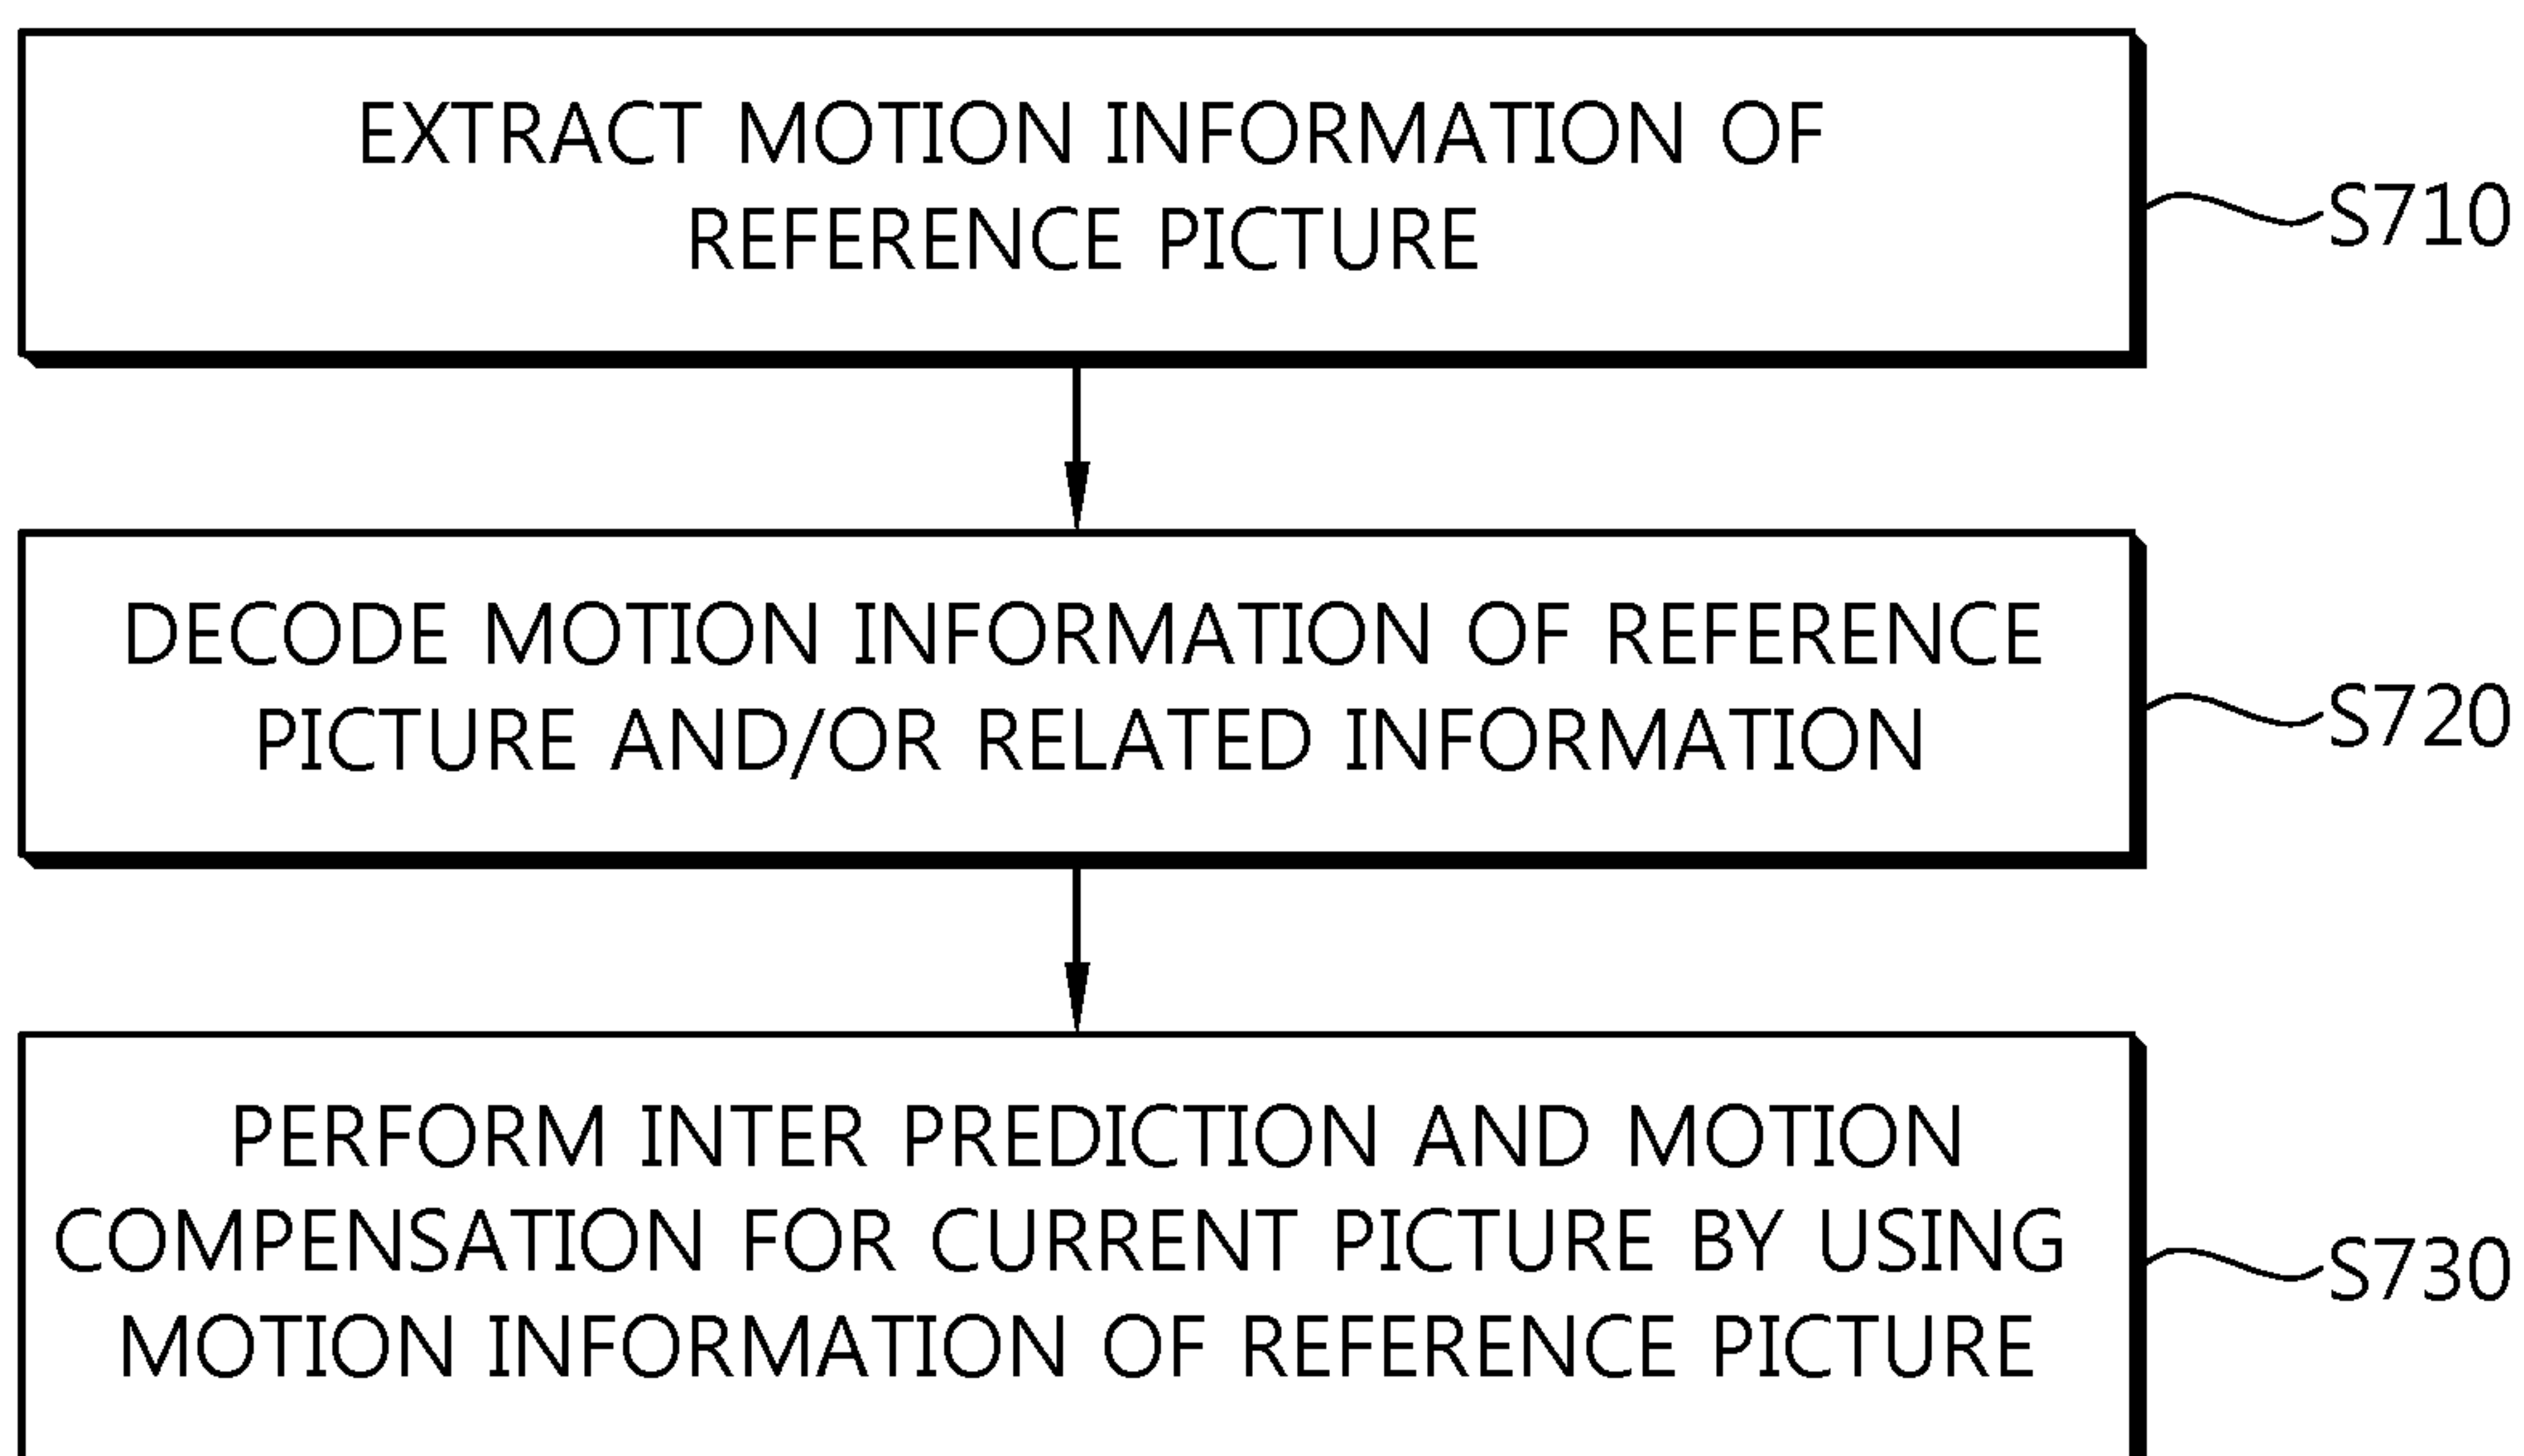 EXTRACT MOTION INFORMATION OF
REFERENCE PICTURE
S710
DECODE MOTION INFORMATION OF REFERENCE
PICTURE AND/OR RELATED INFORMATION
S720
PERFORM INTER PREDICTION AND MOTION
COMPENSATION FOR CURRENT PICTURE BY USING
MOTION INFORMATION OF REFERENCE PICTURE
S730